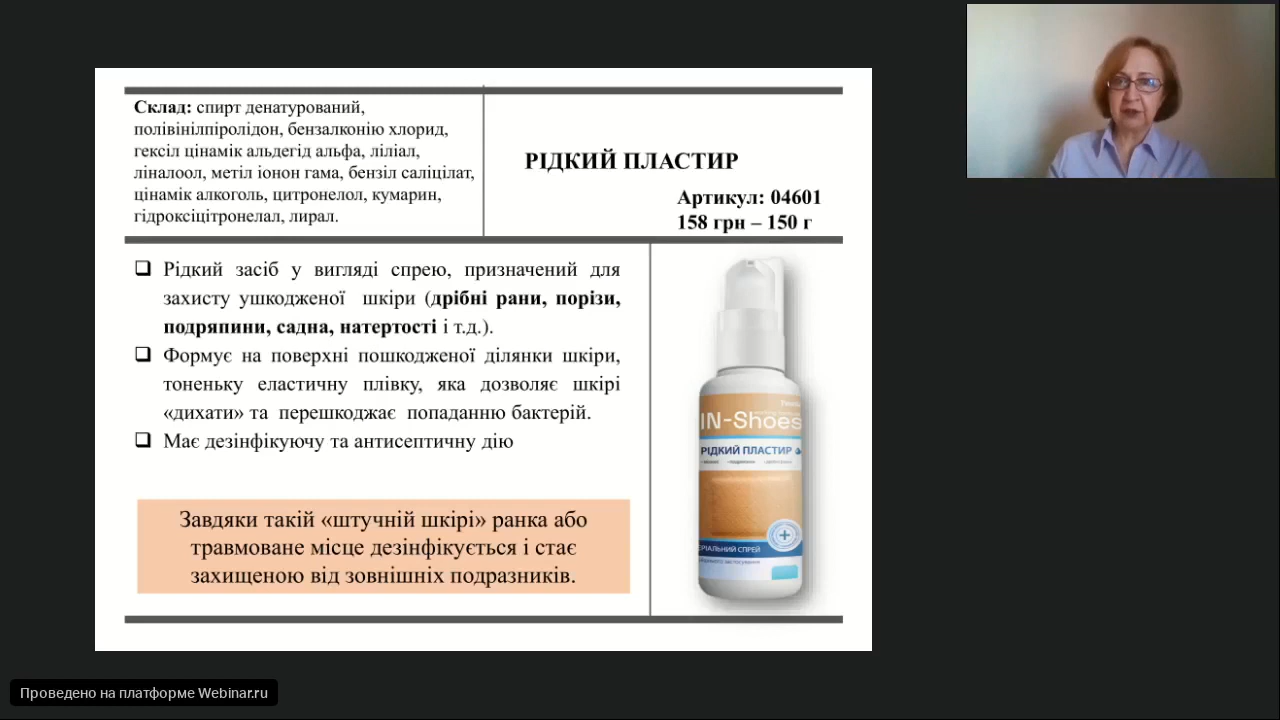 Склад: спирт денатурований,
полівінілпіролідон, бензалконію хлорид,
гексіл цінамік альдегід альфа, ліліал,
ліналоол, метіл іонон гама, бензіл саліцілат,
цінамік алкоголь, цитронелол, кумарин,
гідроксіцітронелал, лирал.
РІДКИЙ ПЛАСТИР
Артикул: 04601
158 грн – 150 г
❑ Рідкий засіб у вигляді спрею, призначений для
захисту ушкодженої шкіри (дрібні рани, порізи,
подряпини, садна, натертості і т.д.).
❑ Формує на поверхні пошкодженої ділянки шкіри,
тоненьку еластичну плівку, яка дозволяє шкірі
«дихати» та перешкоджає попаданню бактерій.
❑ Має дезінфікуючу та антисептичну дію
Завдяки такій «штучній шкірі» ранка або
травмоване місце дезінфікується і стає
захищеною від зовнішніх подразників.
IN-Shoes
РІДКИЙ ПЛАСТИР
СПРЕЙ
Проведено на платформе Webinar.ru